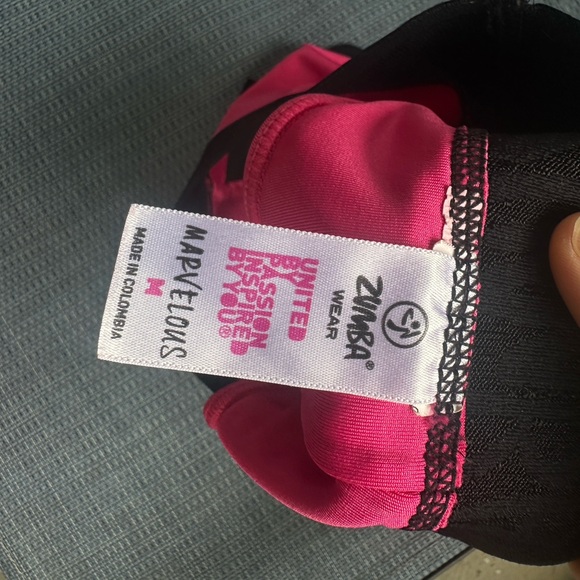 ZUMBA®
WEAR
UNITED
BY
PASSION
INSPIRED
BY YOU®
MARVELOUS
M
MADE IN COLOMBIA